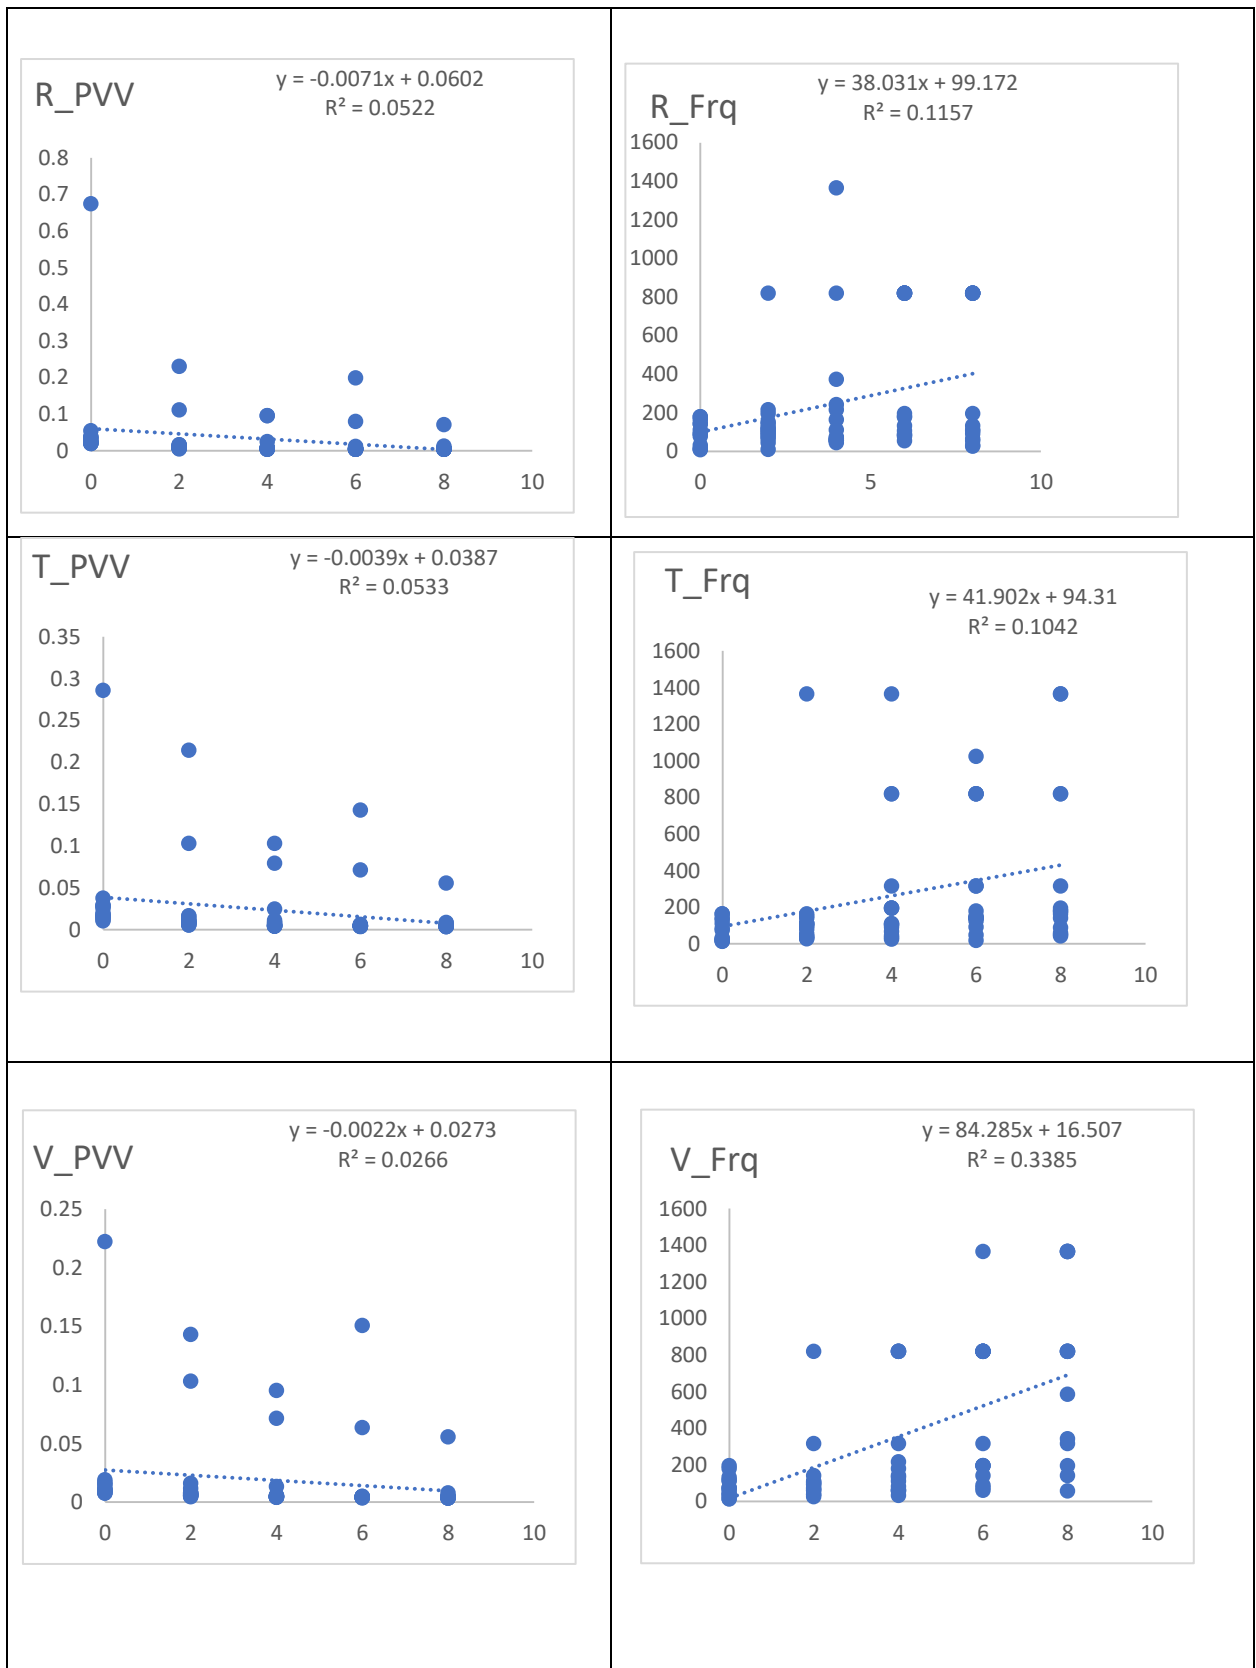 R_PVV
y = -0.0071x + 0.0602
R² = 0.0522
0.8
0.7
0.6
0.5
0.4
0.3
0.2
0.1
0
0 2 4 6 8 10
R_Frq
y = 38.031x + 99.172
R² = 0.1157
1600
1400
1200
1000
800
600
400
200
0
0 5 10
T_PVV
y = -0.0039x + 0.0387
R² = 0.0533
0.35
0.3
0.25
0.2
0.15
0.1
0.05
0
0 2 4 6 8 10
T_Frq
y = 41.902x + 94.31
R² = 0.1042
1600
1400
1200
1000
800
600
400
200
0
0 2 4 6 8 10
V_PVV
y = -0.0022x + 0.0273
R² = 0.0266
0.25
0.2
0.15
0.1
0.05
0
0 2 4 6 8 10
V_Frq
y = 84.285x + 16.507
R² = 0.3385
1600
1400
1200
1000
800
600
400
200
0
0 2 4 6 8 10